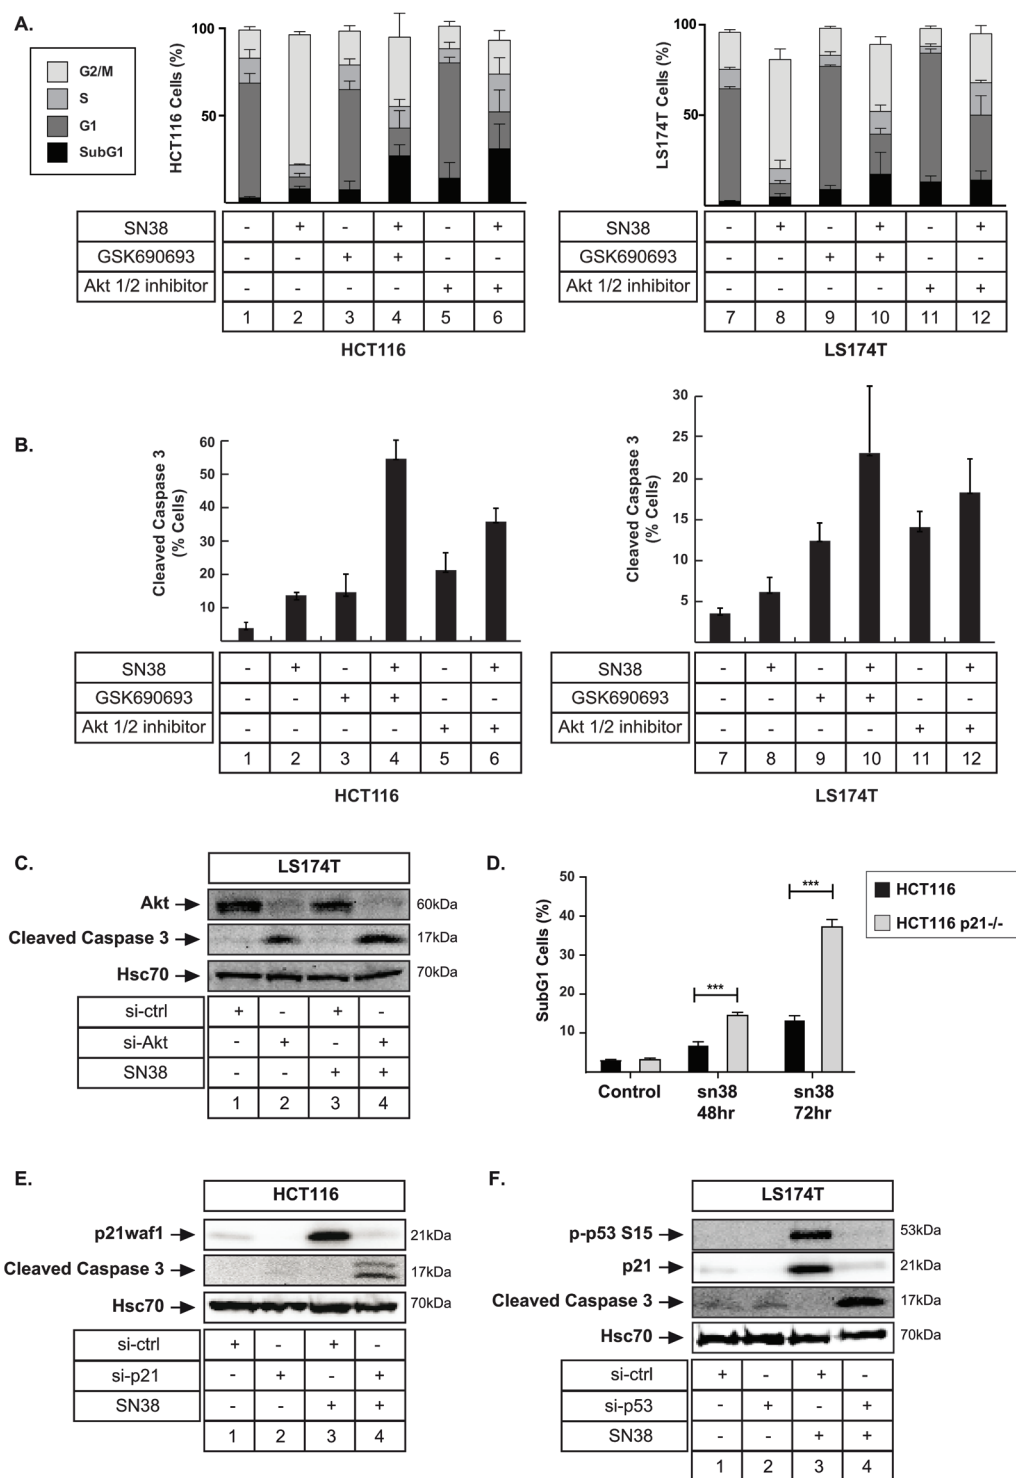 A.
G2/M
S
G1
SubG1
HCT116 Cells (%)
100
50
SN38 - + - + - +
GSK690693 - - + + - -
Akt 1/2 inhibitor - - - - + +
1 2 3 4 5 6
HCT116
LS174T Cells (%)
100
50
SN38 - + - + - +
GSK690693 - - + + - -
Akt 1/2 inhibitor - - - - + +
7 8 9 10 11 12
LS174T
B.
Cleaved Caspase 3
(% Cells)
60
50
40
30
20
10
SN38 - + - + - +
GSK690693 - - + + - -
Akt 1/2 inhibitor - - - - + +
1 2 3 4 5 6
HCT116
Cleaved Caspase 3
(% Cells)
30
25
20
15
10
5
SN38 - + - + - +
GSK690693 - - + + - -
Akt 1/2 inhibitor - - - - + +
7 8 9 10 11 12
LS174T
C.
LS174T
Akt 60kDa
Cleaved Caspase 3 17kDa
Hsc70 70kDa
si-ctrl + - + -
si-Akt - + - +
SN38 - - + +
1 2 3 4
D.
SubG1 Cells (%)
50
40
30
20
10
***
***
HCT116
HCT116 p21-/-
Control sn38 sn38
48hr 72hr
E.
HCT116
p21waf1 21kDa
Cleaved Caspase 3 17kDa
Hsc70 70kDa
si-ctrl + - + -
si-p21 - + - +
SN38 - - + +
1 2 3 4
F.
LS174T
p-p53 S15 53kDa
p21 21kDa
Cleaved Caspase 3 17kDa
Hsc70 70kDa
si-ctrl + - + -
si-p53 - + - +
SN38 - - + +
1 2 3 4